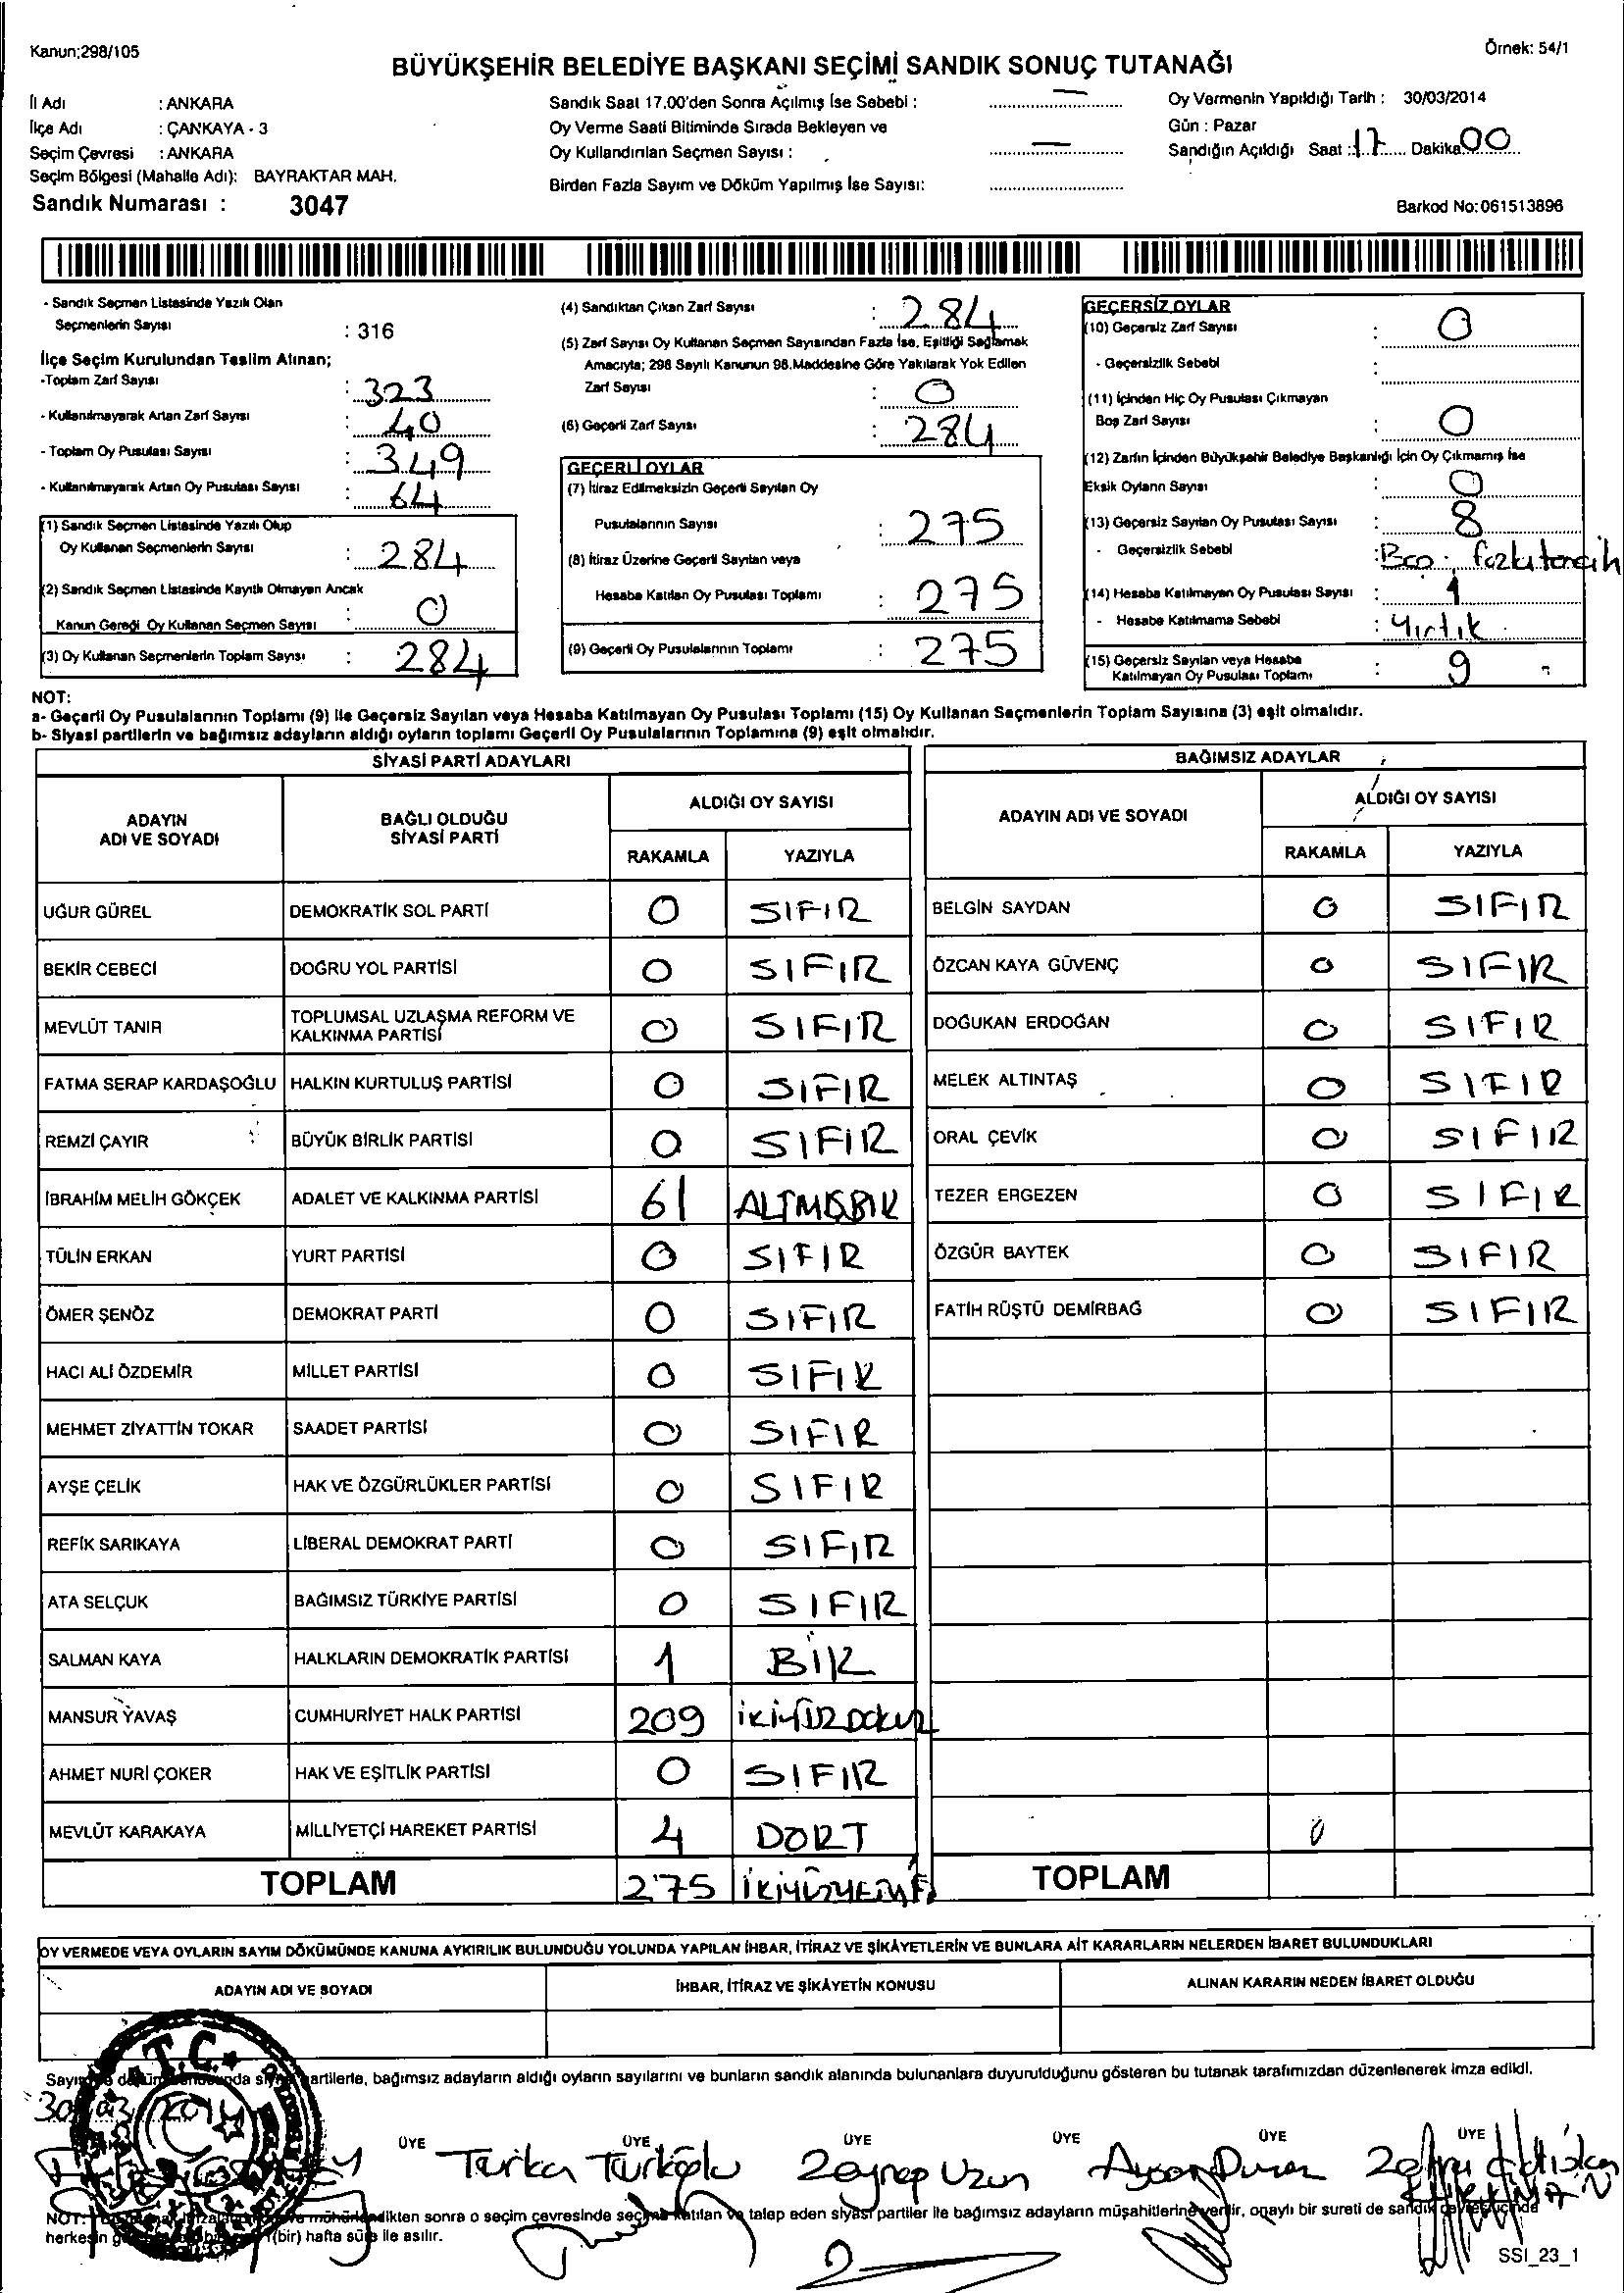 Kanun;298/105
Örnek: 54/1
BÜYÜKŞEHİR BELEDİYE BAŞKANI SEÇİMİ SANDIK SONUÇ TUTANAĞI
İl Adı : ANKARA
İlçe Adı : ÇANKAYA - 3
Seçim Çevresi : ANKARA
Seçim Bölgesi (Mahalle Adı): BAYRAKTAR MAH.
Sandık Numarası : 3047
Sandık Saat 17.00'den Sonra Açılmış İse Sebebi : —
Oy Verme Saati Bitiminde Sırada Bekleyen ve
Oy Kullandırılan Seçmen Sayısı : —
Birden Fazla Sayım ve Döküm Yapılmış İse Sayısı:
Oy Vermenin Yapıldığı Tarih : 30/03/2014
Gün : Pazar
Sandığın Açıldığı Saat : 17 Dakika 00
Barkod No:061513896
- Sandık Seçmen Listesinde Yazılı Olan
Seçmenlerin Sayısı : 316
İlçe Seçim Kurulundan Teslim Alınan;
-Toplam Zarf Sayısı : 323
- Kullanılmayarak Artan Zarf Sayısı : 40
- Toplam Oy Pusulası Sayısı : 349
- Kullanılmayarak Artan Oy Pusulası Sayısı : 64
(1) Sandık Seçmen Listesinde Yazılı Olup
Oy Kullanan Seçmenlerin Sayısı : 284
(2) Sandık Seçmen Listesinde Kayıtlı Olmayan Ancak
Kanun Gereği Oy Kullanan Seçmen Sayısı : 0
(3) Oy Kullanan Seçmenlerin Toplam Sayısı : 284
(4) Sandıktan Çıkan Zarf Sayısı : 284
(5) Zarf Sayısı Oy Kullanan Seçmen Sayısından Fazla İse, Eşitliği Sağlamak
Amacıyla; 298 Sayılı Kanunun 98.Maddesine Göre Yakılarak Yok Edilen
Zarf Sayısı : 0
(6) Geçerli Zarf Sayısı : 284
GEÇERLİ OYLAR
(7) İtiraz Edilmeksizin Geçerli Sayılan Oy
Pusulalarının Sayısı : 275
(8) İtiraz Üzerine Geçerli Sayılan veya
Hesaba Katılan Oy Pusulası Toplamı : 275
(9) Geçerli Oy Pusulalarının Toplamı : 275
GEÇERSİZ OYLAR
(10) Geçersiz Zarf Sayısı : 0
- Geçersizlik Sebebi :
(11) İçinden Hiç Oy Pusulası Çıkmayan
Boş Zarf Sayısı : 0
(12) Zarfın İçinden Büyükşehir Belediye Başkanlığı İçin Oy Çıkmamış İse
Eksik Oyların Sayısı : 0
(13) Geçersiz Sayılan Oy Pusulası Sayısı : 8
- Geçersizlik Sebebi : fazla tercih
(14) Hesaba Katılmayan Oy Pusulası Sayısı : 1
- Hesaba Katılmama Sebebi : Yırtık
(15) Geçersiz Sayılan veya Hesaba
Katılmayan Oy Pusulası Toplamı : 9
NOT:
a- Geçerli Oy Pusulalarının Toplamı (9) ile Geçersiz Sayılan veya Hesaba Katılmayan Oy Pusulası Toplamı (15) Oy Kullanan Seçmenlerin Toplam Sayısına (3) eşit olmalıdır.
b- Siyasi partilerin ve bağımsız adayların aldığı oyların toplamı Geçerli Oy Pusulalarının Toplamına (9) eşit olmalıdır.
SİYASİ PARTİ ADAYLARI
ADAYIN
ADI VE SOYADI
BAĞLI OLDUĞU
SİYASİ PARTİ
ALDIĞI OY SAYISI
RAKAMLA YAZIYLA
UĞUR GÜREL DEMOKRATİK SOL PARTİ 0 SIFIR
BEKİR CEBECİ DOĞRU YOL PARTİSİ 0 SIFIR
MEVLÜT TANIR TOPLUMSAL UZLAŞMA REFORM VE
KALKINMA PARTİSİ 0 SIFIR
FATMA SERAP KARDAŞOĞLU HALKIN KURTULUŞ PARTİSİ 0 SIFIR
REMZİ ÇAYIR BÜYÜK BİRLİK PARTİSİ 0 SIFIR
İBRAHİM MELİH GÖKÇEK ADALET VE KALKINMA PARTİSİ 61 ALTMIŞBIR
TÜLİN ERKAN YURT PARTİSİ 0 SIFIR
ÖMER ŞENÖZ DEMOKRAT PARTİ 0 SIFIR
HACI ALİ ÖZDEMİR MİLLET PARTİSİ 0 SIFIR
MEHMET ZİYATTİN TOKAR SAADET PARTİSİ 0 SIFIR
AYŞE ÇELİK HAK VE ÖZGÜRLÜKLER PARTİSİ 0 SIFIR
REFİK SARIKAYA LİBERAL DEMOKRAT PARTİ 0 SIFIR
ATA SELÇUK BAĞIMSIZ TÜRKİYE PARTİSİ 0 SIFIR
SALMAN KAYA HALKLARIN DEMOKRATİK PARTİSİ 1 BİR
MANSUR YAVAŞ CUMHURİYET HALK PARTİSİ 209 İKİYÜZDOKUZ
AHMET NURİ ÇOKER HAK VE EŞİTLİK PARTİSİ 0 SIFIR
MEVLÜT KARAKAYA MİLLİYETÇİ HAREKET PARTİSİ 4 DORT
TOPLAM 275
BAĞIMSIZ ADAYLAR
ADAYIN ADI VE SOYADI
ALDIĞI OY SAYISI
RAKAMLA YAZIYLA
BELGİN SAYDAN 0 SIFIR
ÖZCAN KAYA GÜVENÇ 0 SIFIR
DOĞUKAN ERDOĞAN 0 SIFIR
MELEK ALTINTAŞ 0 SIFIR
ORAL ÇEVİK 0 SIFIR
TEZER ERGEZEN 0 SIFIR
ÖZGÜR BAYTEK 0 SIFIR
FATİH RÜŞTÜ DEMİRBAĞ 0 SIFIR
0
TOPLAM
OY VERMEDE VEYA OYLARIN SAYIM DÖKÜMÜNDE KANUNA AYKIRILIK BULUNDUĞU YOLUNDA YAPILAN İHBAR, İTİRAZ VE ŞİKÂYETLERİN VE BUNLARA AİT KARARLARIN NELERDEN İBARET BULUNDUKLARI
ADAYIN ADI VE SOYADI İHBAR, İTİRAZ VE ŞİKÂYETİN KONUSU ALINAN KARARIN NEDEN İBARET OLDUĞU
T.C.
bağımsız adayların aldığı oyların sayılarını ve bunların sandık alanında bulunanlara duyurulduğunu gösteren bu tutanak tarafımızdan düzenlenerek imza edildi.
ÜYE ÜYE ÜYE ÜYE ÜYE ÜYE
Türkoğlu Zeynep Uzun
NOT: sonra o seçim çevresinde talep eden siyasi partiler ile bağımsız adayların müşahitlerine verilir, onaylı bir sureti de
(bir) hafta süre ile asılır.
SSI_23_1